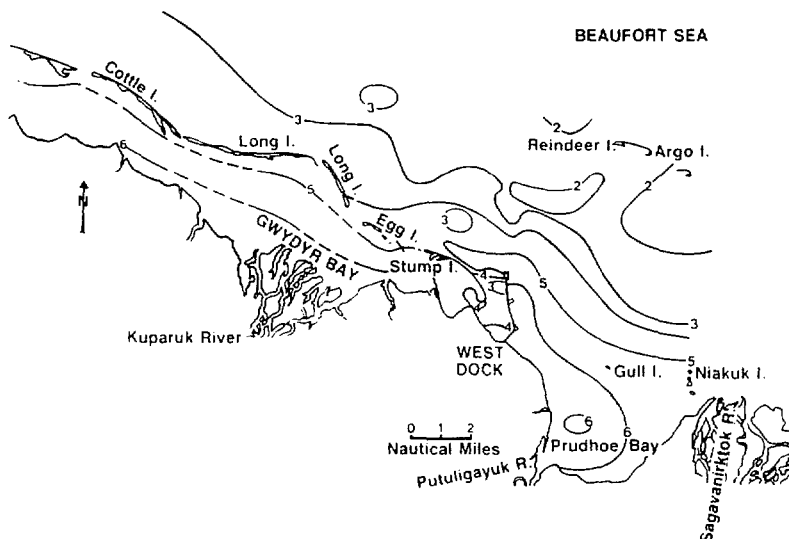 BEAUFORT SEA
Cottle I.
3
3
2
Reindeer I.
Argo I.
Long I.
Long I.
2
2
6
N
5
3
Egg I.
GWYDYR BAY
Stump I.
4
3
5
4
3
Kuparuk River
WEST
DOCK
5
Gull I.
Niakuk I.
0 1 2
Nautical Miles
6
6
Prudhoe Bay
Putuligayuk R.
Sagavanirktok R.